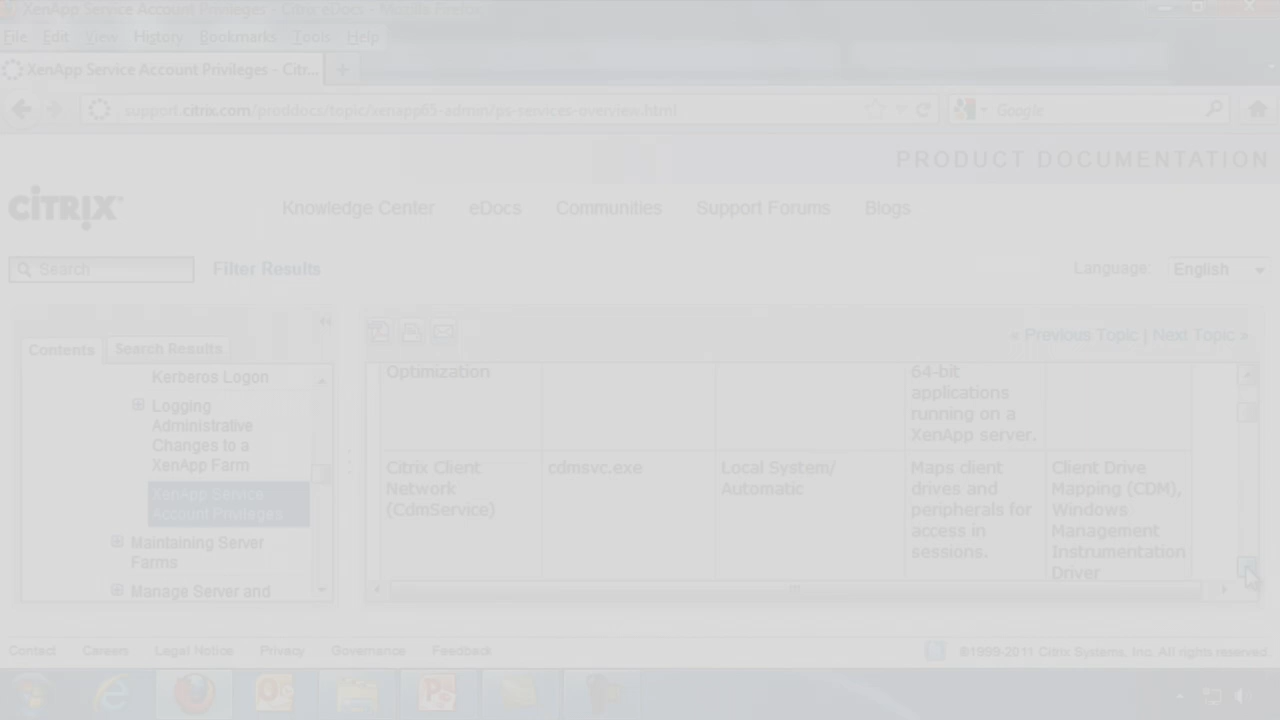 XenApp Service Account Privileges - Citrix eDocs - Mozilla Firefox
File Edit View History Bookmarks Tools Help
XenApp Service Account Privileges - Citr...
support.citrix.com/proddocs/topic/xenapp65-admin/ps-services-overview.html
Google
PRODUCT DOCUMENTATION
CITRIX
Knowledge Center eDocs Communities Support Forums Blogs
Search Filter Results
Language: English
Contents Search Results
« Previous Topic | Next Topic »
Kerberos Logon
Logging
Administrative
Changes to a
XenApp Farm
XenApp Service
Account Privileges
Maintaining Server
Farms
Manage Server and
Optimization
64-bit
applications
running on a
XenApp server.
Citrix Client
Network
(CdmService)
cdmsvc.exe
Local System/
Automatic
Maps client
drives and
peripherals for
access in
sessions.
Client Drive
Mapping (CDM),
Windows
Management
Instrumentation
Driver
Contact Careers Legal Notice Privacy Governance Feedback
©1999-2011 Citrix Systems, Inc. All rights reserved.